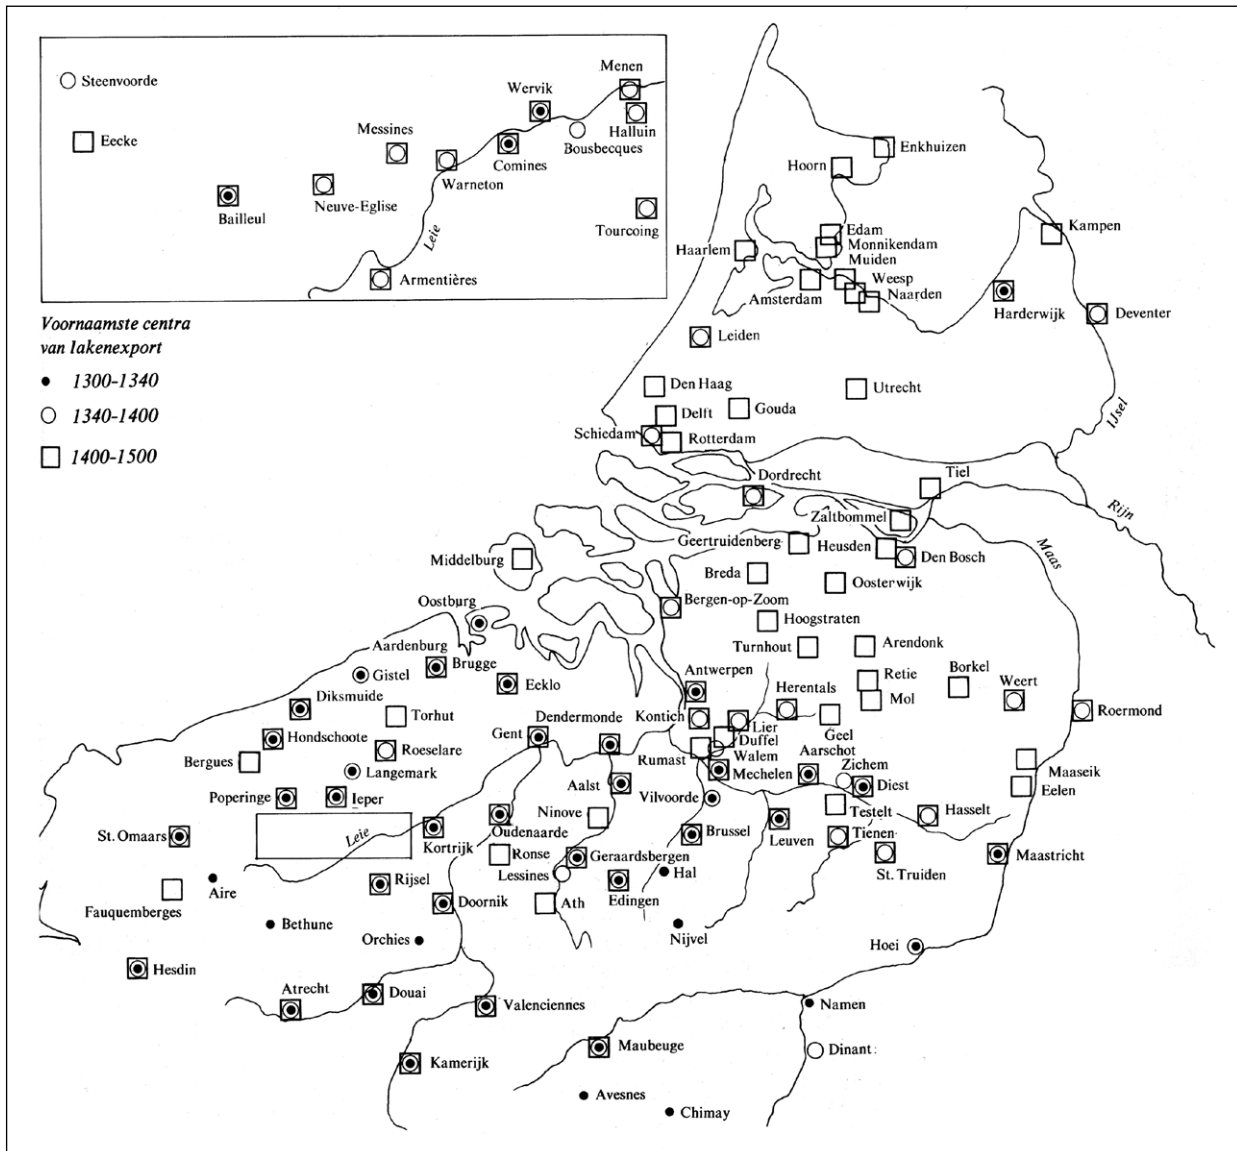 Steenvoorde
Menen
Wervik
Eecke
Messines
Halluin
Bousbecques
Comines
Warneton
Neuve-Eglise
Bailleul
Tourcoing
Leie
Armentières
Voornaamste centra
van lakenexport
1300-1340
1340-1400
1400-1500
Enkhuizen
Hoorn
Edam
Kampen
Monnikendam
Haarlem
Muiden
Weesp
Amsterdam
Naarden
Harderwijk
Deventer
Leiden
Den Haag
Utrecht
Gouda
Delft
IJsel
Schiedam
Rotterdam
Dordrecht
Tiel
Rijn
Zaltbommel
Geertruidenberg
Heusden
Maas
Den Bosch
Middelburg
Breda
Oosterwijk
Oostburg
Bergen-op-Zoom
Hoogstraten
Aardenburg
Turnhout
Arendonk
Brugge
Antwerpen
Retie
Borkel
Gistel
Eeklo
Herentals
Mol
Weert
Diksmuide
Torhut
Dendermonde
Kontich
Lier
Geel
Roermond
Hondschoote
Gent
Duffel
Roeselare
Rumast
Walem
Aarschot
Zichem
Bergues
Langemark
Mechelen
Maaseik
Aalst
Diest
Eelen
Poperinge
Ieper
Ninove
Vilvoorde
Testelt
Hasselt
St. Omaars
Leie
Kortrijk
Oudenaarde
Brussel
Leuven
Tienen
Ronse
Geraardsbergen
Maastricht
Lessines
Hal
St. Truiden
Aire
Rijsel
Edingen
Fauquemberges
Doornik
Ath
Bethune
Orchies
Nijvel
Hoei
Hesdin
Atrecht
Douai
Valenciennes
Namen
Kamerijk
Maubeuge
Dinant
Avesnes
Chimay